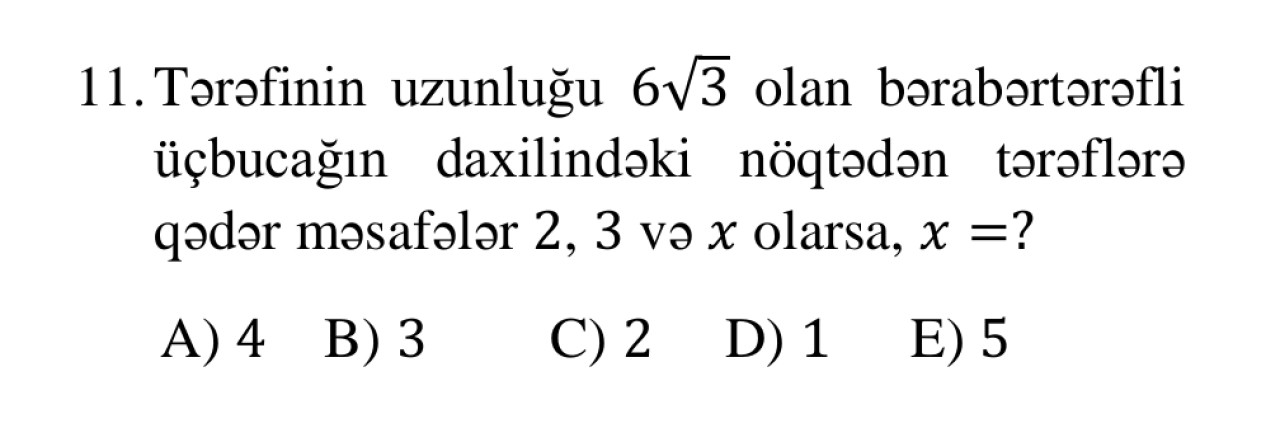 11. Tərəfinin uzunluğu 6√3 olan bərabərtərəfli
üçbucağın daxilindəki nöqtədən tərəflərə
qədər məsafələr 2, 3 və x olarsa, x =?
A) 4 B) 3 C) 2 D) 1 E) 5